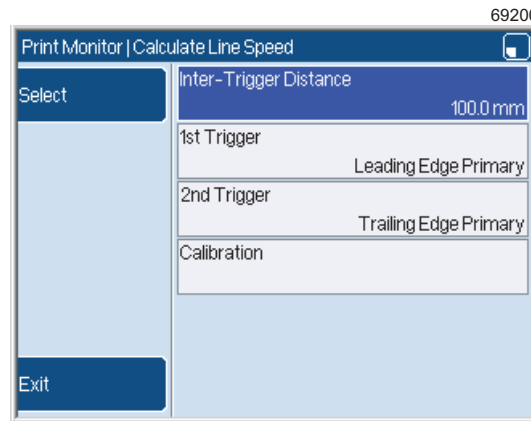 69200
Print Monitor | Calculate Line Speed
Select
Inter-Trigger Distance
100.0 mm
1st Trigger
Leading Edge Primary
2nd Trigger
Trailing Edge Primary
Calibration
Exit